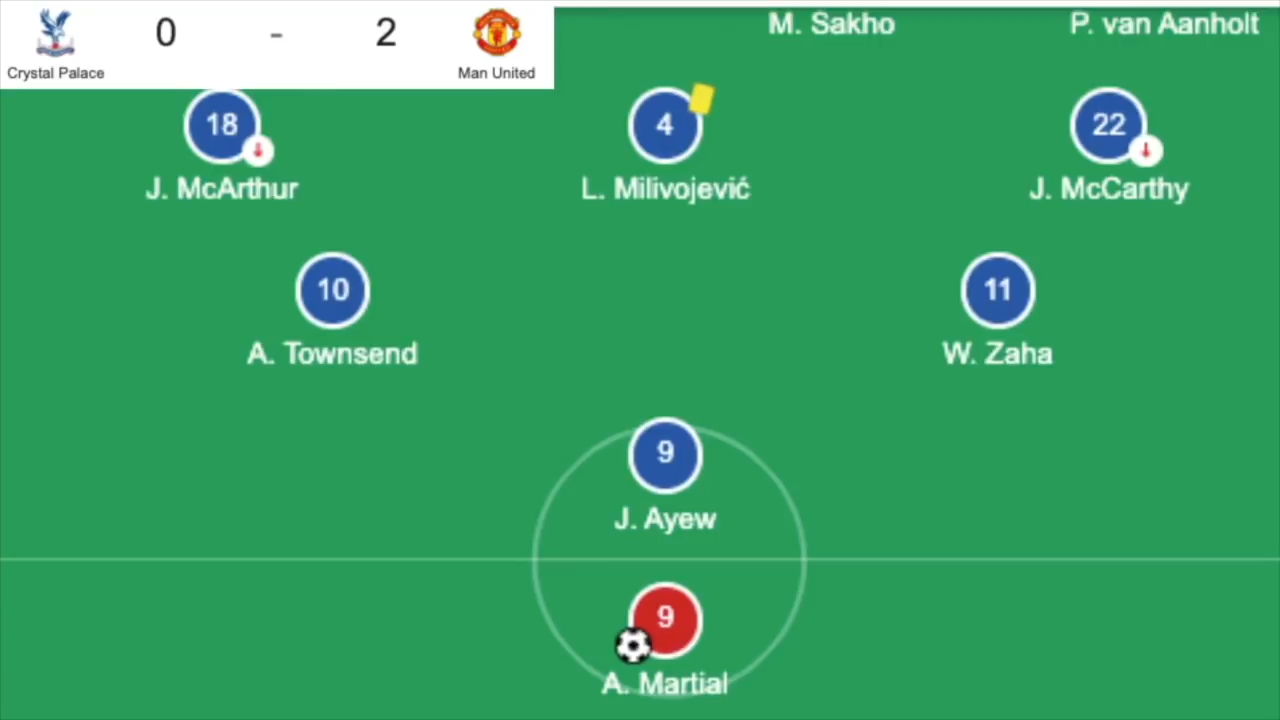 0 - 2
Crystal Palace Man United
M. Sakho P. van Aanholt
18 4 22
J. McArthur L. Milivojević J. McCarthy
10 11
A. Townsend W. Zaha
9
J. Ayew
9
A. Martial